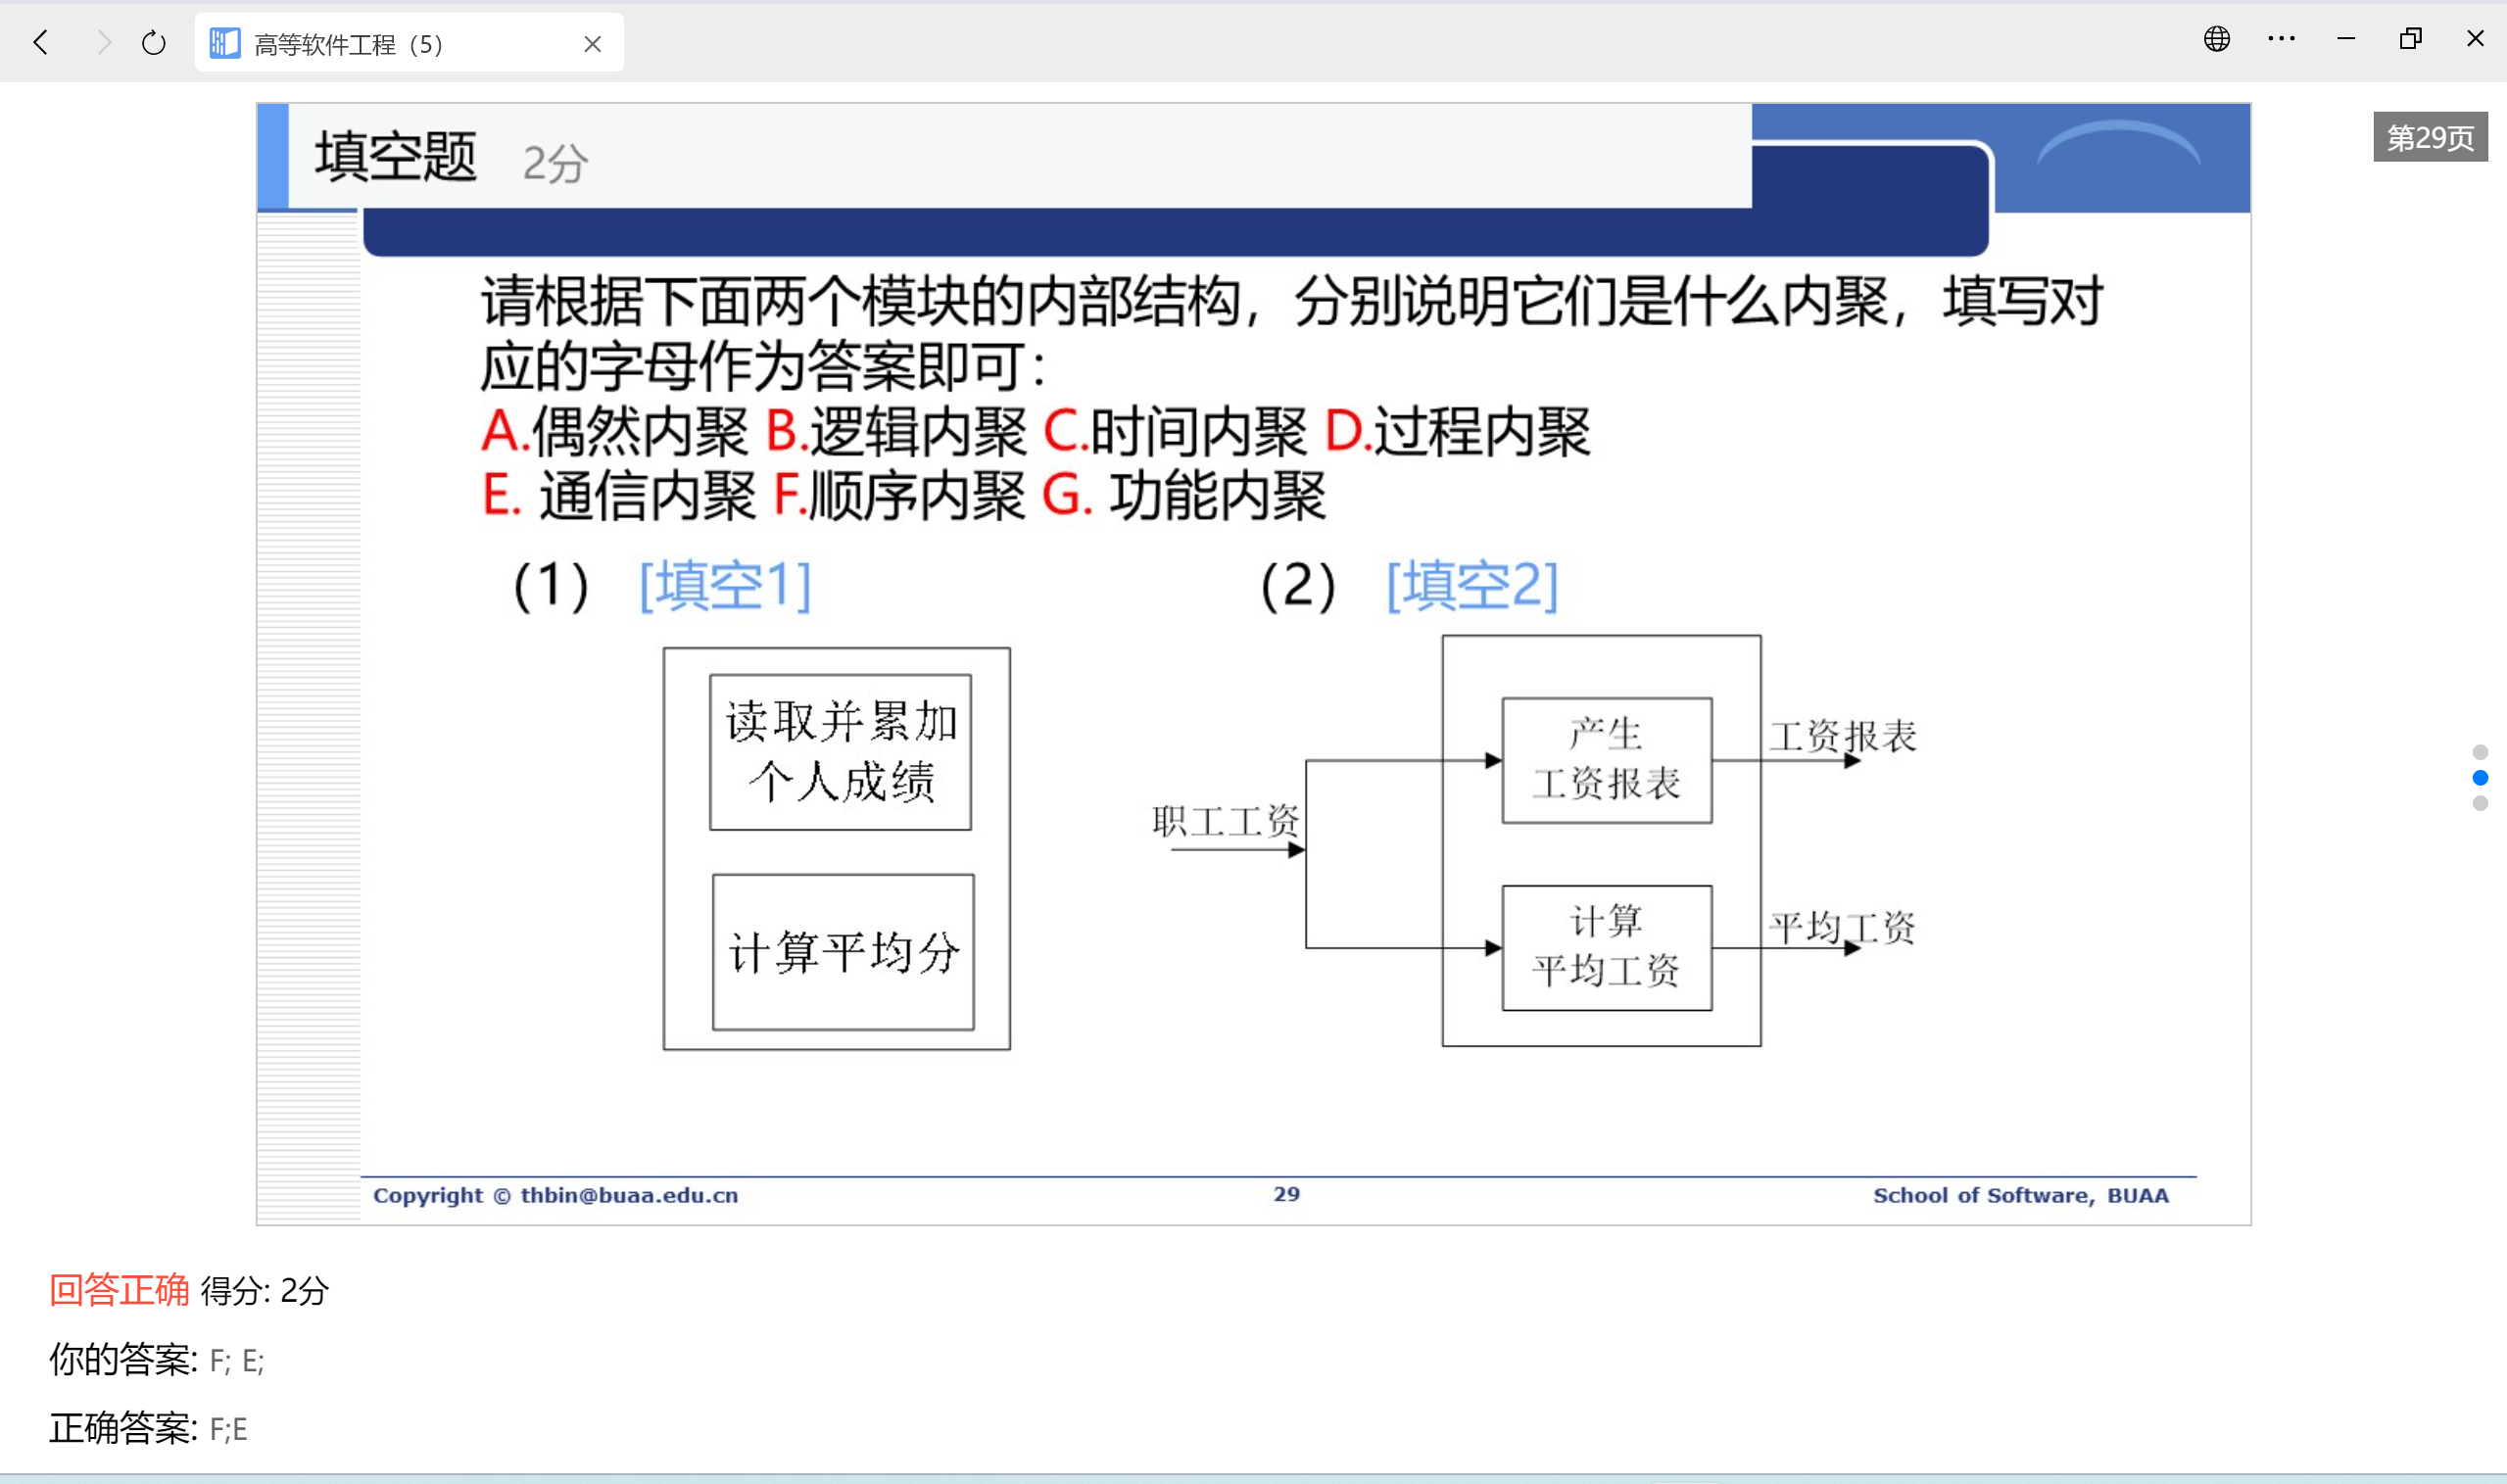 高等软件工程（5）
第29页
填空题 2分
请根据下面两个模块的内部结构，分别说明它们是什么内聚，填写对
应的字母作为答案即可：
A.偶然内聚 B.逻辑内聚 C.时间内聚 D.过程内聚
E. 通信内聚 F.顺序内聚 G. 功能内聚
（1） [填空1]
（2） [填空2]
读取并累加
个人成绩
计算平均分
职工工资
产生
工资报表
工资报表
计算
平均工资
平均工资
Copyright © thbin@buaa.edu.cn
29
School of Software, BUAA
回答正确 得分: 2分
你的答案: F; E;
正确答案: F;E